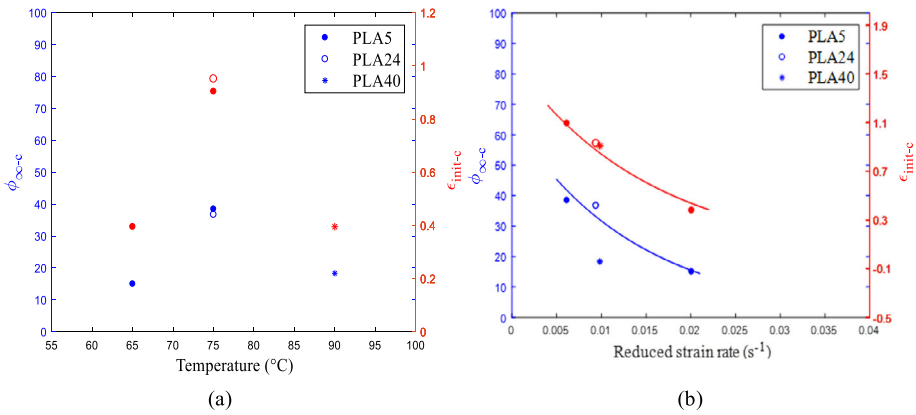 100
90
80
70
60
50
40
30
20
10
0
ϕ∞-c
1.2
1
0.8
0.6
0.4
0.2
0
ϵinit-c
PLA5
PLA24
PLA40
55 60 65 70 75 80 85 90 95 100
Temperature (°C)
(a)
100
90
80
70
60
50
40
30
20
10
0
ϕ∞-c
1.9
1.5
1.1
0.7
0.3
-0.1
-0.5
ϵinit-c
PLA5
PLA24
PLA40
0 0.005 0.01 0.015 0.02 0.025 0.03 0.035 0.04
Reduced strain rate (s-1)
(b)